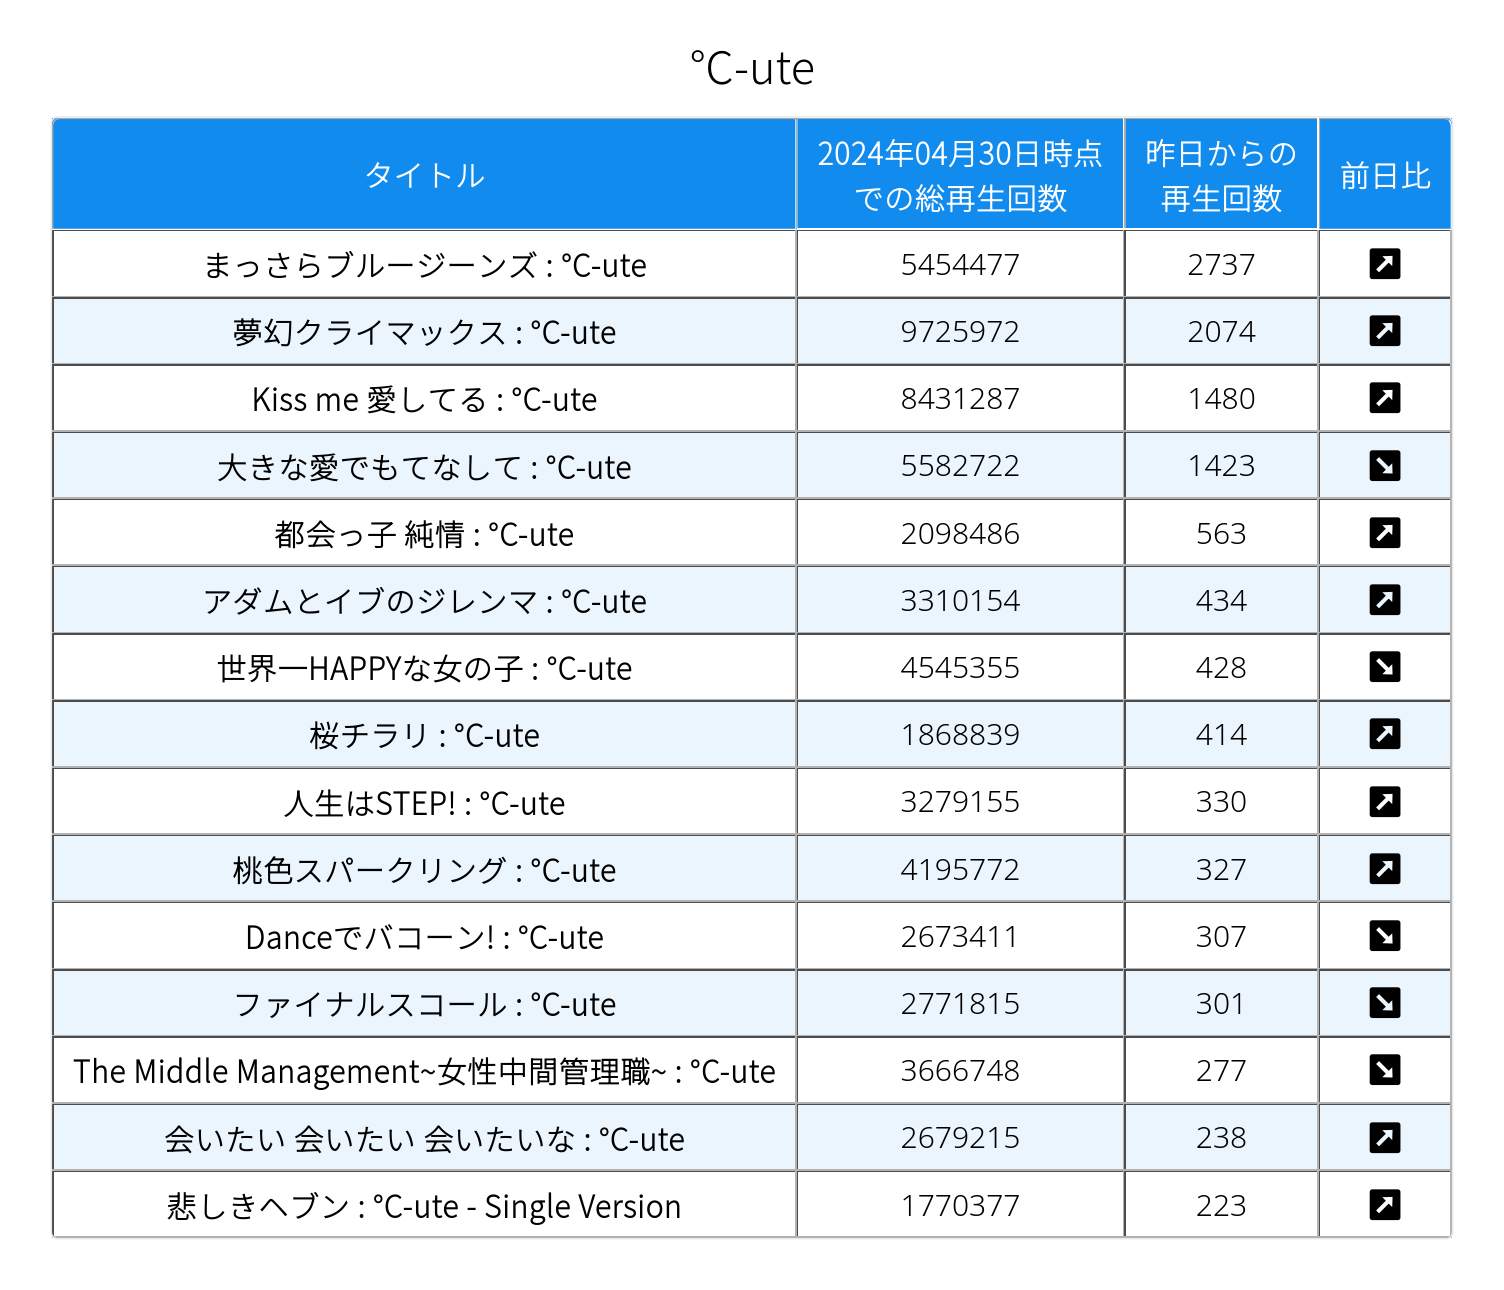 ℃-ute
タイトル
2024年04月30日時点
での総再生回数
昨日からの
再生回数
前日比
まっさらブルージーンズ : ℃-ute 5454477 2737 ↗
夢幻クライマックス : ℃-ute 9725972 2074 ↗
Kiss me 愛してる : ℃-ute 8431287 1480 ↗
大きな愛でもてなして : ℃-ute 5582722 1423 ↘
都会っ子 純情 : ℃-ute 2098486 563 ↗
アダムとイブのジレンマ : ℃-ute 3310154 434 ↗
世界一HAPPYな女の子 : ℃-ute 4545355 428 ↘
桜チラリ : ℃-ute 1868839 414 ↗
人生はSTEP! : ℃-ute 3279155 330 ↗
桃色スパークリング : ℃-ute 4195772 327 ↗
Danceでバコーン! : ℃-ute 2673411 307 ↘
ファイナルスコール : ℃-ute 2771815 301 ↘
The Middle Management~女性中間管理職~ : ℃-ute 3666748 277 ↘
会いたい 会いたい 会いたいな : ℃-ute 2679215 238 ↗
悲しきヘブン : ℃-ute - Single Version 1770377 223 ↗